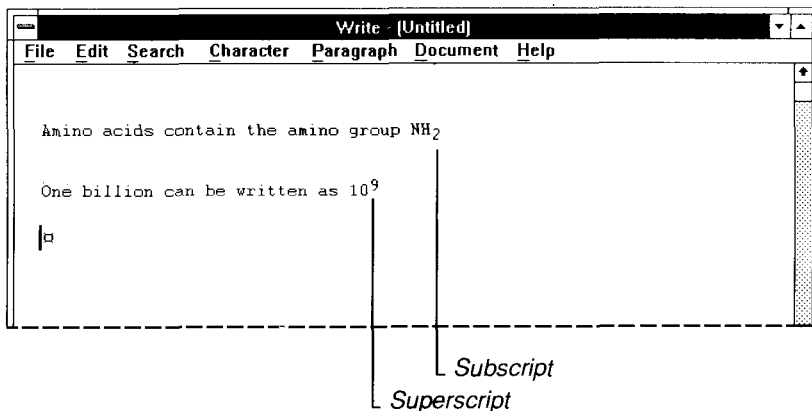 Write - (Untitled)
File Edit Search Character Paragraph Document Help
Amino acids contain the amino group NH₂
One billion can be written as 10⁹
¤
Subscript
Superscript